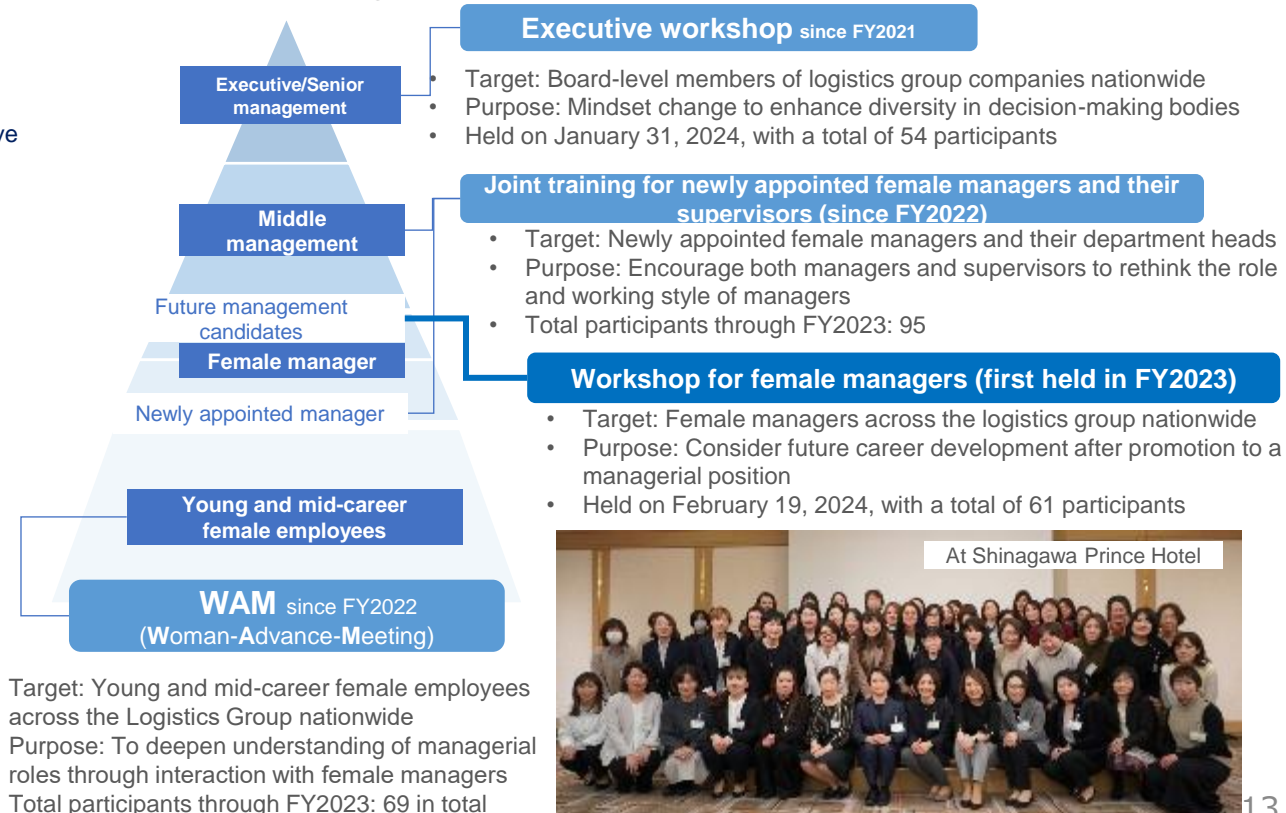 Executive workshop since FY2021
Executive/Senior
management
• Target: Board-level members of logistics group companies nationwide
• Purpose: Mindset change to enhance diversity in decision-making bodies
• Held on January 31, 2024, with a total of 54 participants
ve
Joint training for newly appointed female managers and their
supervisors (since FY2022)
Middle
management
• Target: Newly appointed female managers and their department heads
• Purpose: Encourage both managers and supervisors to rethink the role
and working style of managers
• Total participants through FY2023: 95
Future management
candidates
Female manager
Newly appointed manager
Workshop for female managers (first held in FY2023)
• Target: Female managers across the logistics group nationwide
• Purpose: Consider future career development after promotion to a
managerial position
• Held on February 19, 2024, with a total of 61 participants
Young and mid-career
female employees
At Shinagawa Prince Hotel
WAM since FY2022
(Woman-Advance-Meeting)
Target: Young and mid-career female employees
across the Logistics Group nationwide
Purpose: To deepen understanding of managerial
roles through interaction with female managers
Total participants through FY2023: 69 in total
13